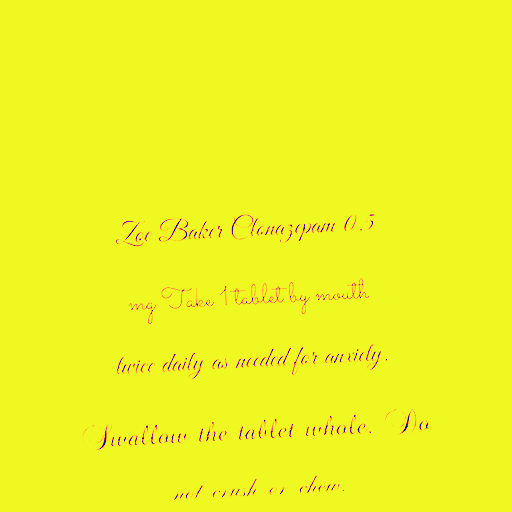 Zoe Baker Clonazepam 0.5
mg Take 1 tablet by mouth
twice daily as needed for anxiety.
Swallow the tablet whole. Do
not crush or chew.